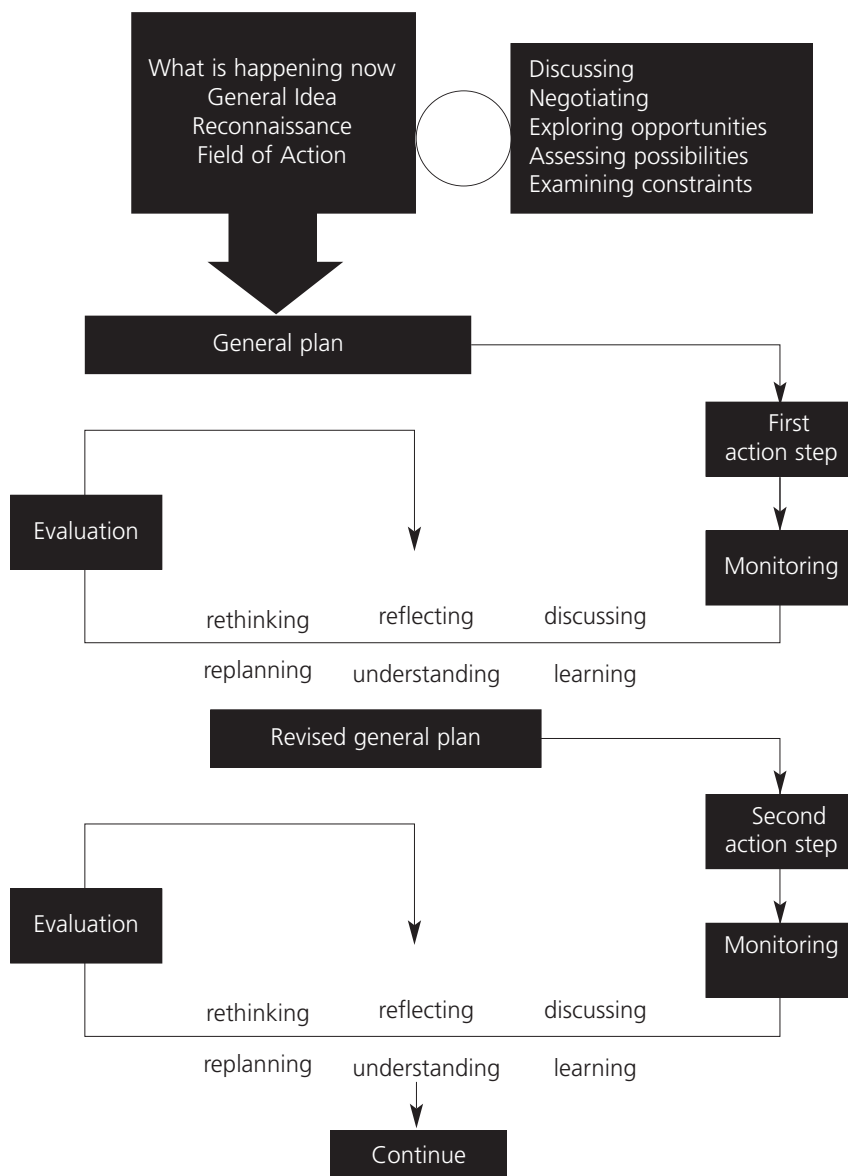 What is happening now
General Idea
Reconnaissance
Field of Action
Discussing
Negotiating
Exploring opportunities
Assessing possibilities
Examining constraints
General plan
First
action step
Evaluation
Monitoring
rethinking reflecting discussing
replanning understanding learning
Revised general plan
Second
action step
Evaluation
Monitoring
rethinking reflecting discussing
replanning understanding learning
Continue